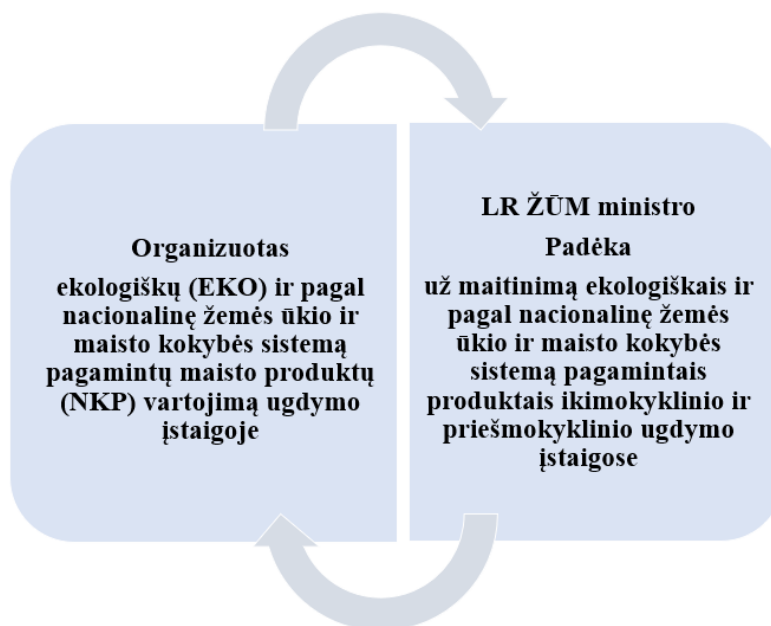 Organizuotas
ekologiškų (EKO) ir pagal
nacionalinę žemės ūkio ir
maisto kokybės sistemą
pagamintų maisto produktų
(NKP) vartojimą ugdymo
įstaigoje
LR ŽŪM ministro
Padėka
už maitinimą ekologiškais ir
pagal nacionalinę žemės
ūkio ir maisto kokybės
sistemą pagamintais
produktais ikimokyklinio ir
priešmokyklinio ugdymo
įstaigose